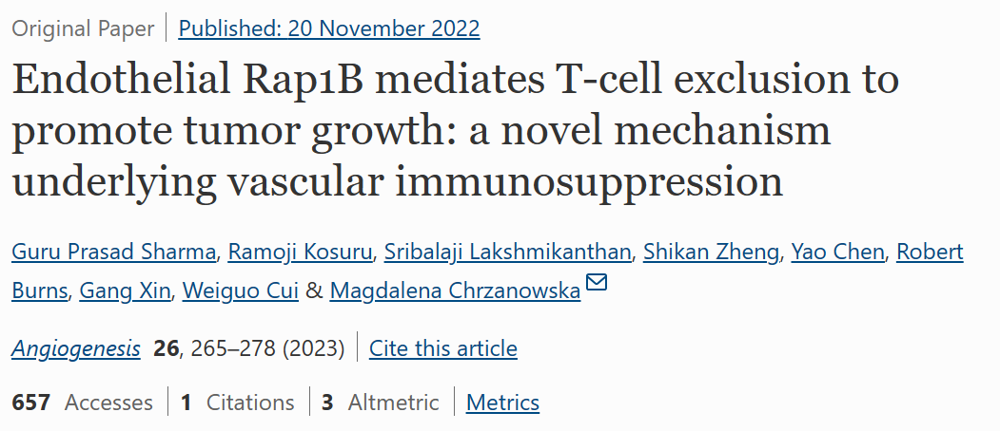 Original Paper | Published: 20 November 2022
Endothelial Rap1B mediates T-cell exclusion to
promote tumor growth: a novel mechanism
underlying vascular immunosuppression
Guru Prasad Sharma, Ramoji Kosuru, Sribalaji Lakshmikanthan, Shikan Zheng, Yao Chen, Robert
Burns, Gang Xin, Weiguo Cui & Magdalena Chrzanowska
Angiogenesis 26, 265–278 (2023) | Cite this article
657 Accesses | 1 Citations | 3 Altmetric | Metrics